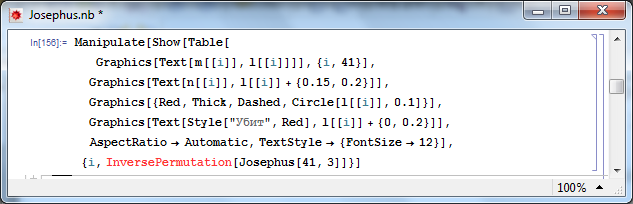 Josephus.nb *
In[156]:= Manipulate[Show[Table[
Graphics[Text[m[[i]], l[[i]]]], {i, 41}],
Graphics[Text[n[[i]], l[[i]] + {0.15, 0.2}]],
Graphics[{Red, Thick, Dashed, Circle[l[[i]], 0.1]}],
Graphics[Text[Style["Убит", Red], l[[i]] + {0, 0.2}]],
AspectRatio → Automatic, TextStyle → {FontSize → 12}],
{i, InversePermutation[Josephus[41, 3]]}]
100%